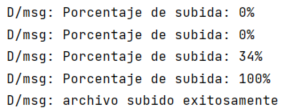 D/msg: Porcentaje de subida: 0%
D/msg: Porcentaje de subida: 0%
D/msg: Porcentaje de subida: 34%
D/msg: Porcentaje de subida: 100%
D/msg: archivo subido exitosamente